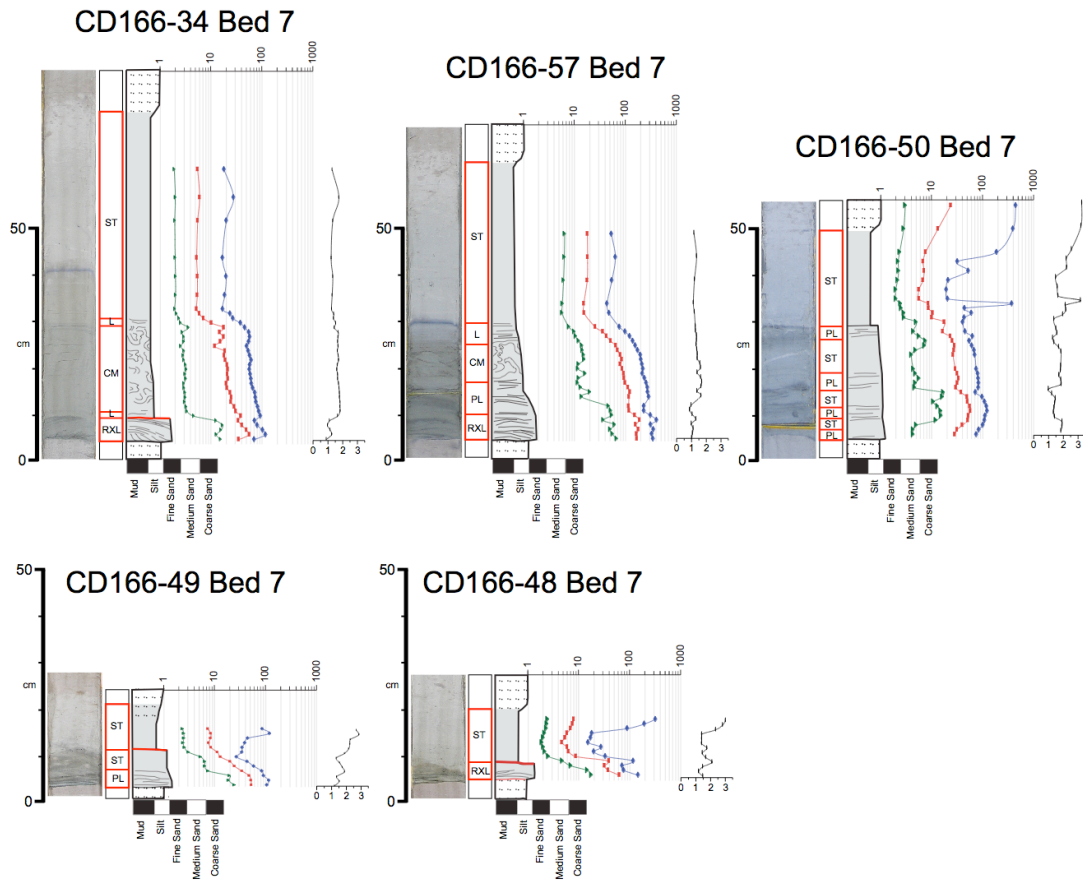 CD166-34 Bed 7
1
10
100
1000
50
cm
0
ST
L
CM
L
RXL
0 1 2 3
Mud
Silt
Fine Sand
Medium Sand
Coarse Sand
CD166-57 Bed 7
1
10
100
1000
50
cm
0
ST
L
CM
PL
RXL
0 1 2 3
Mud
Silt
Fine Sand
Medium Sand
Coarse Sand
CD166-50 Bed 7
1
10
100
1000
50
cm
0
ST
PL
ST
PL
ST
PL
ST
PL
0 1 2 3
Mud
Silt
Fine Sand
Medium Sand
Coarse Sand
CD166-49 Bed 7
1
10
100
1000
50
cm
0
ST
ST
PL
0 1 2 3
Mud
Silt
Fine Sand
Medium Sand
Coarse Sand
CD166-48 Bed 7
1
10
100
1000
50
cm
0
ST
RXL
0 1 2 3
Mud
Silt
Fine Sand
Medium Sand
Coarse Sand